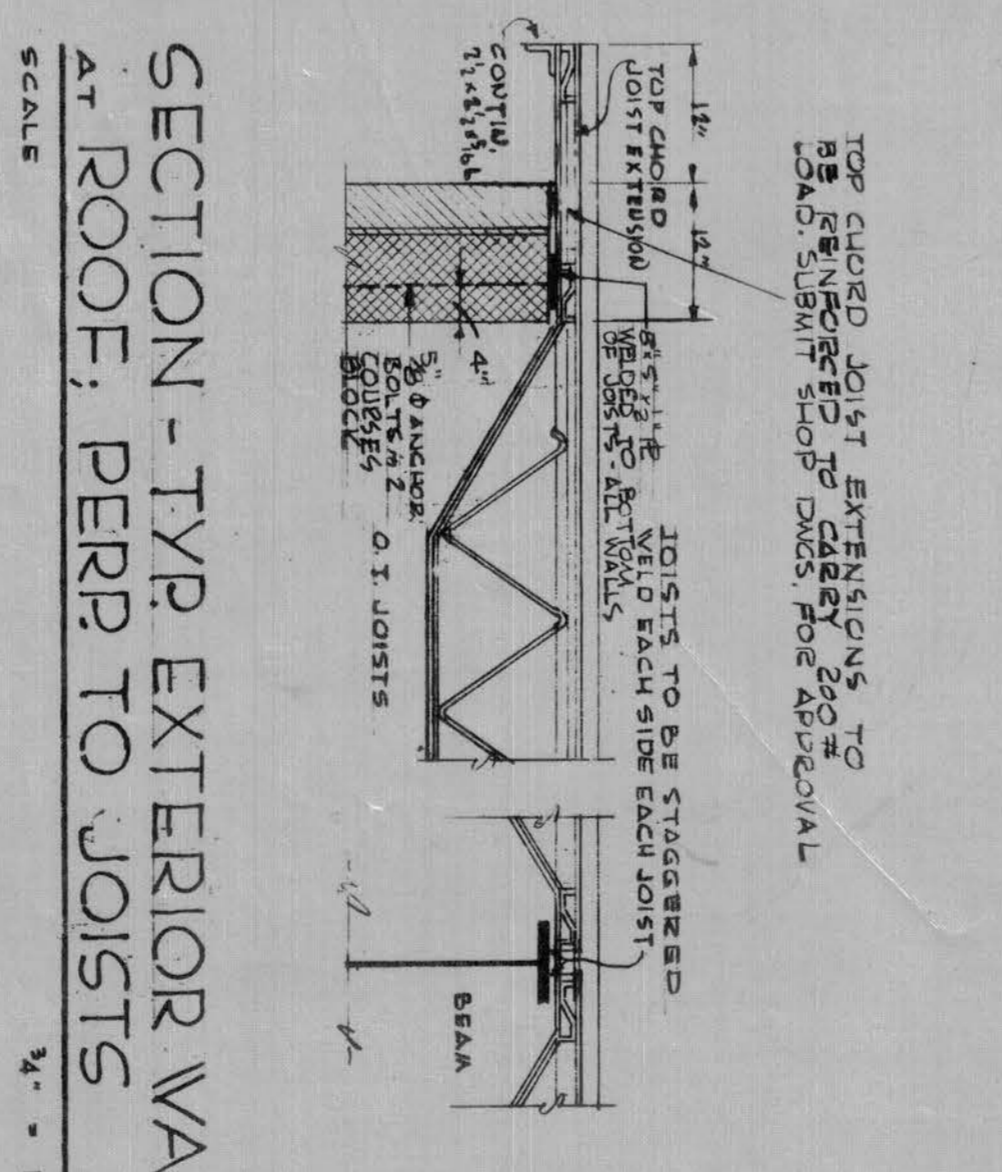 TOP CHORD JOIST EXTENSIONS TO
BE REINFORCED TO CARRY 200#
LOAD. SUBMIT SHOP DWGS. FOR APPROVAL
12"
12"
TOP CHORD
JOIST EXTENSION
CONTIN.
JOISTS TO BE STAGGERED
WELD EACH SIDE EACH JOIST
WELDED TO BOTTOM
OF JOISTS - ALL WALLS
4"
5/8" Φ ANCHOR
BOLTS IN 2
COURSES
BLOCK
O. I. JOISTS
BEAM
SECTION - TYP. EXTERIOR WA
AT ROOF; PERP. TO JOISTS
SCALE
3/4" =